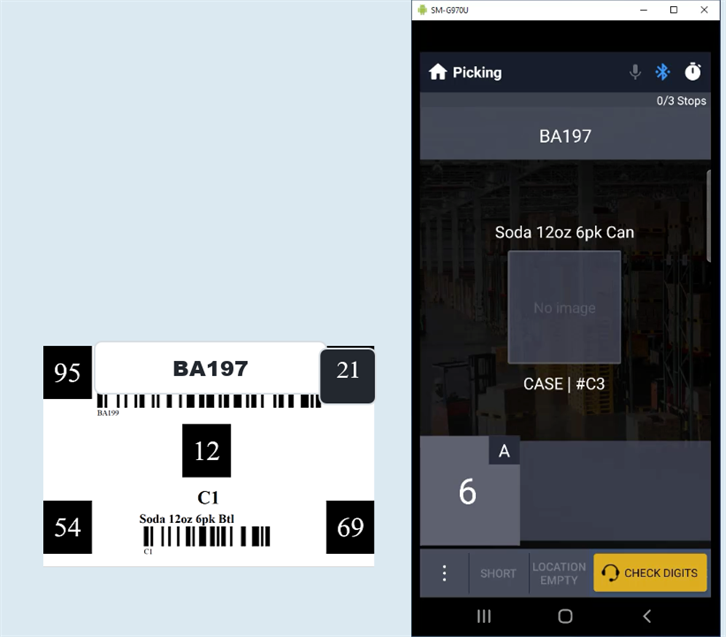 SM-G970U
Picking
0/3 Stops
BA197
Soda 12oz 6pk Can
No image
CASE | #C3
A
6
SHORT
LOCATION EMPTY
CHECK DIGITS
95
BA197
21
BA199
12
C1
Soda 12oz 6pk Btl
54
69
C1